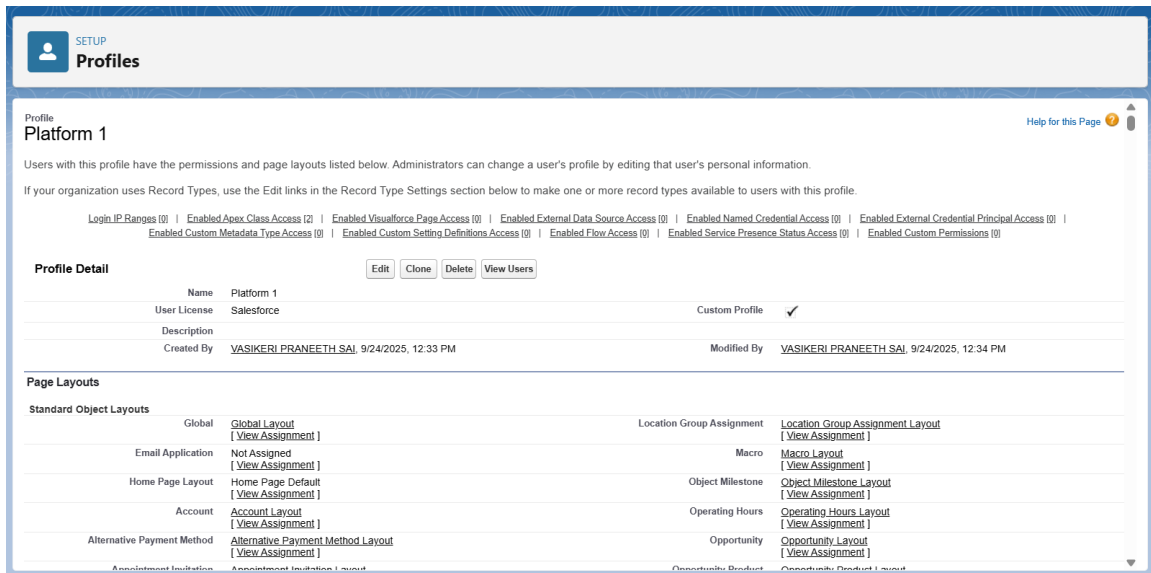 SETUP
Profiles
Profile
Platform 1
Help for this Page ?
Users with this profile have the permissions and page layouts listed below. Administrators can change a user's profile by editing that user's personal information.
If your organization uses Record Types, use the Edit links in the Record Type Settings section below to make one or more record types available to users with this profile.
Login IP Ranges [0] | Enabled Apex Class Access [2] | Enabled Visualforce Page Access [0] | Enabled External Data Source Access [0] | Enabled Named Credential Access [0] | Enabled External Credential Principal Access [0] |
Enabled Custom Metadata Type Access [0] | Enabled Custom Setting Definitions Access [0] | Enabled Flow Access [0] | Enabled Service Presence Status Access [0] | Enabled Custom Permissions [0]
Profile Detail Edit Clone Delete View Users
Name Platform 1
User License Salesforce Custom Profile ✓
Description
Created By VASIKERI PRANEETH SAI, 9/24/2025, 12:33 PM Modified By VASIKERI PRANEETH SAI, 9/24/2025, 12:34 PM
Page Layouts
Standard Object Layouts
Global Global Layout Location Group Assignment Location Group Assignment Layout
[ View Assignment ] [ View Assignment ]
Email Application Not Assigned Macro Macro Layout
[ View Assignment ] [ View Assignment ]
Home Page Layout Home Page Default Object Milestone Object Milestone Layout
[ View Assignment ] [ View Assignment ]
Account Account Layout Operating Hours Operating Hours Layout
[ View Assignment ] [ View Assignment ]
Alternative Payment Method Alternative Payment Method Layout Opportunity Opportunity Layout
[ View Assignment ] [ View Assignment ]
Appointment Invitation Appointment Invitation Layout Opportunity Product Opportunity Product Layout